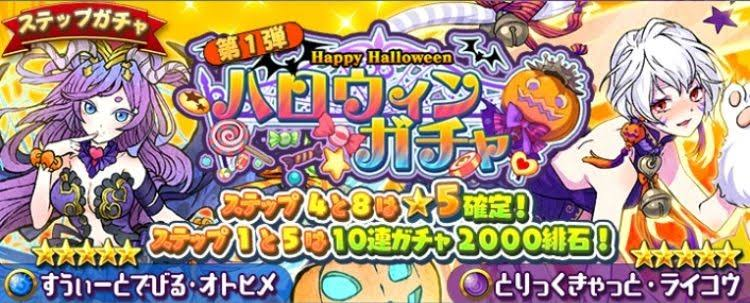 ステップガチャ
第1弾
Happy Halloween
ハロウィン
ガチャ
ステップ4と8は★5確定!
ステップ1と5は10連ガチャ2000緋石!
★★★★★
すうぃーとでびる・オトヒメ
★★★★★
とりっくきゃっと・ライコウ